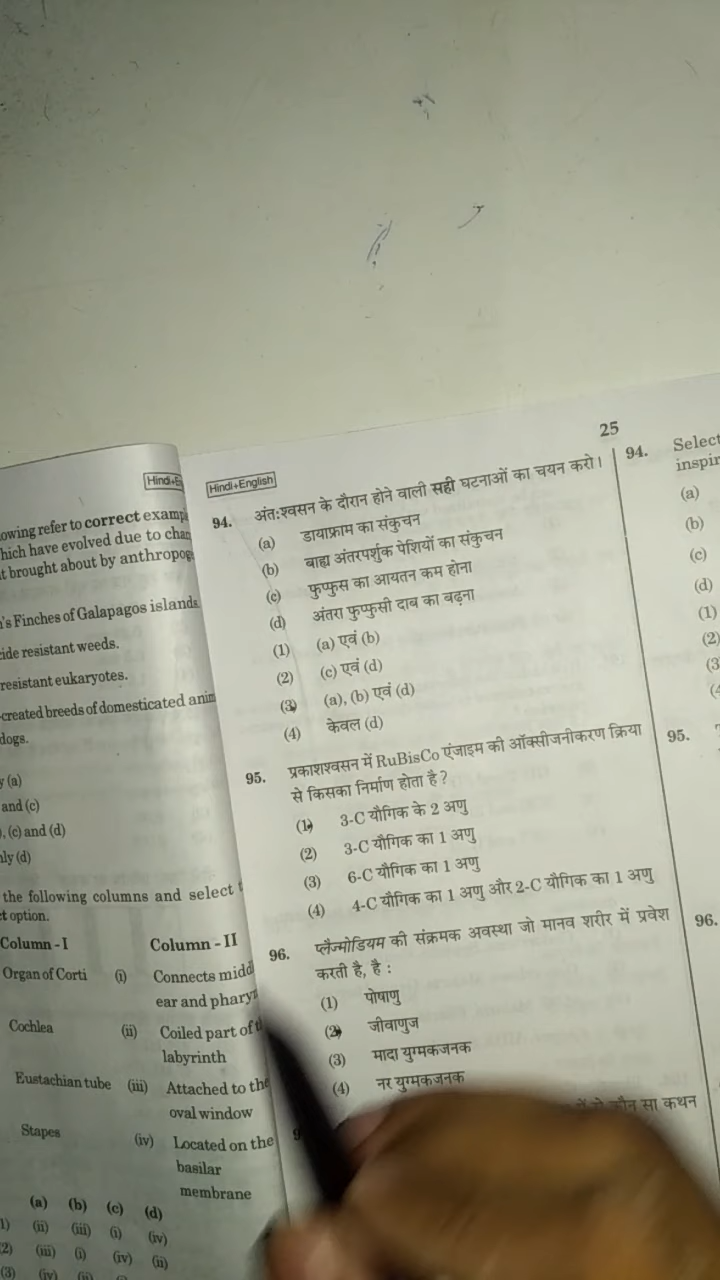 Hindi+E
owing refer to correct examp
hich have evolved due to chan
t brought about by anthropog
's Finches of Galapagos islands
ide resistant weeds.
resistant eukaryotes.
created breeds of domesticated anim
dogs.
y (a)
and (c)
, (c) and (d)
nly (d)
the following columns and select t
ct option.
Column - I Column - II
Organ of Corti (i) Connects midd
ear and phary
Cochlea (ii) Coiled part of
labyrinth
Eustachian tube (iii) Attached to the
oval window
Stapes (iv) Located on the
basilar
membrane
(a) (b) (c) (d)
1) (ii) (iii) (i) (iv)
2) (iii) (i) (iv) (ii)
(3)
25
Hindi+English
94. अंतःश्वसन के दौरान होने वाली सही घटनाओं का चयन करो।
(a) डायाफ्राम का संकुचन
(b) बाह्य अंतरपर्शुक पेशियों का संकुचन
(c) फुप्फुस का आयतन कम होना
(d) अंतरा फुप्फुसी दाब का बढ़ना
(1) (a) एवं (b)
(2) (c) एवं (d)
(3) (a), (b) एवं (d)
(4) केवल (d)
95. प्रकाशश्वसन में RuBisCo एंजाइम की ऑक्सीजनीकरण क्रिया
से किसका निर्माण होता है ?
(1) 3-C यौगिक के 2 अणु
(2) 3-C यौगिक का 1 अणु
(3) 6-C यौगिक का 1 अणु
(4) 4-C यौगिक का 1 अणु और 2-C यौगिक का 1 अणु
96. प्लैज्मोडियम की संक्रमक अवस्था जो मानव शरीर में प्रवेश
करती है, है :
(1) पोषाणु
(2) जीवाणुज
(3) मादा युग्मकजनक
(4) नर युग्मकजनक
से कौन सा कथन
94. Select
inspir
(a)
(b)
(c)
(d)
(1)
(2)
(3
95.
96.